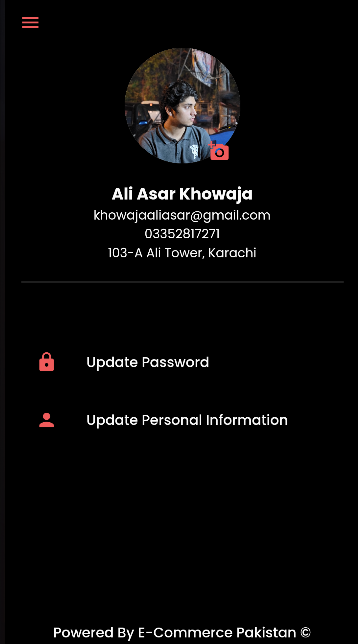 Ali Asar Khowaja
khowajaaliasar@gmail.com
03352817271
103-A Ali Tower, Karachi
Update Password
Update Personal Information
Powered By E-Commerce Pakistan ©